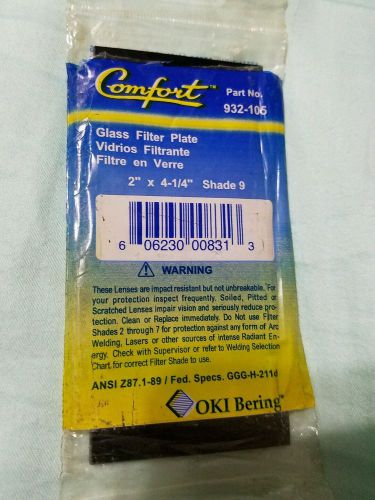 Comfort™
Part No.
932-105
Glass Filter Plate
Vidrios Filtrante
Filtre en Verre
2" x 4-1/4" Shade 9
6 06230 00831 3
⚠ WARNING
These Lenses are impact resistant but not unbreakable. For
your protection inspect frequently. Soiled, Pitted or
Scratched Lenses impair vision and seriously reduce pro-
tection. Clean or Replace immediately. Do Not Use Filter
Shades 2 through 7 for protection against any form of Arc
Welding, Lasers or other sources of intense Radiant En-
ergy. Check with Supervisor or refer to Welding Selection
Chart for correct Filter Shade to use.
ANSI Z87.1-89 / Fed. Specs. GGG-H-211d
OKI Bering™